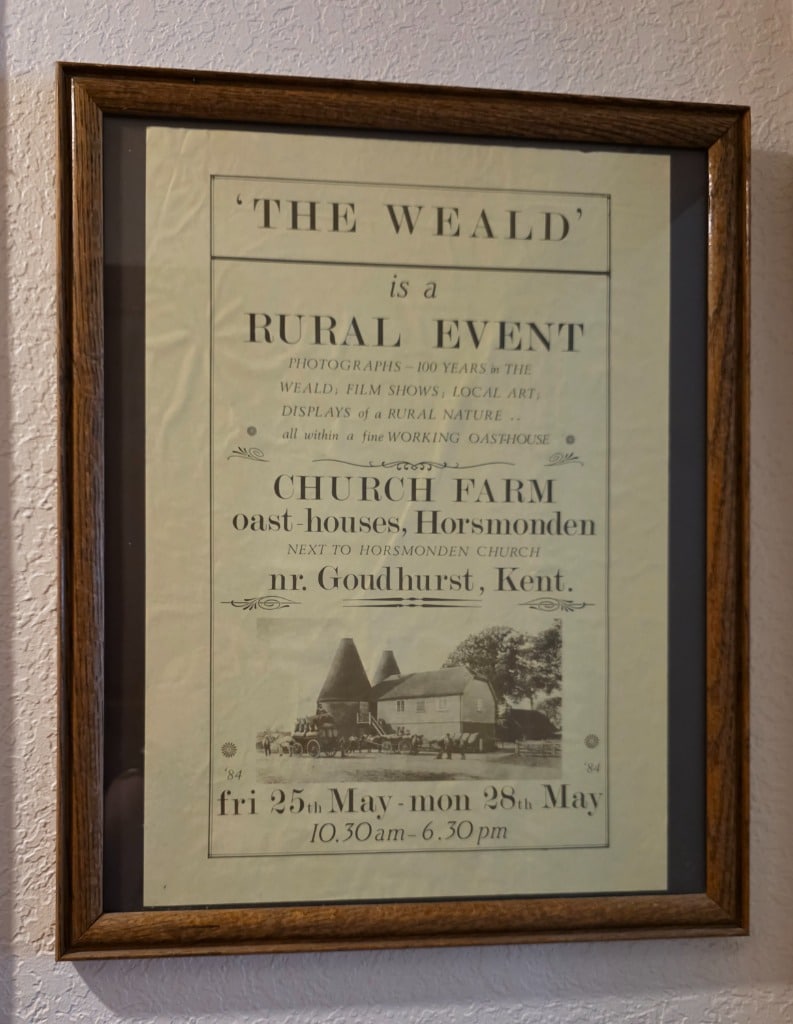 'THE WEALD'
is a
RURAL EVENT
PHOTOGRAPHS – 100 YEARS in THE
WEALD; FILM SHOWS; LOCAL ART;
DISPLAYS of a RURAL NATURE ..
all within a fine WORKING OAST-HOUSE
CHURCH FARM
oast-houses, Horsmonden
NEXT TO HORSMONDEN CHURCH
nr. Goudhurst, Kent.
'84 '84
fri 25th May - mon 28th May
10.30am – 6.30pm